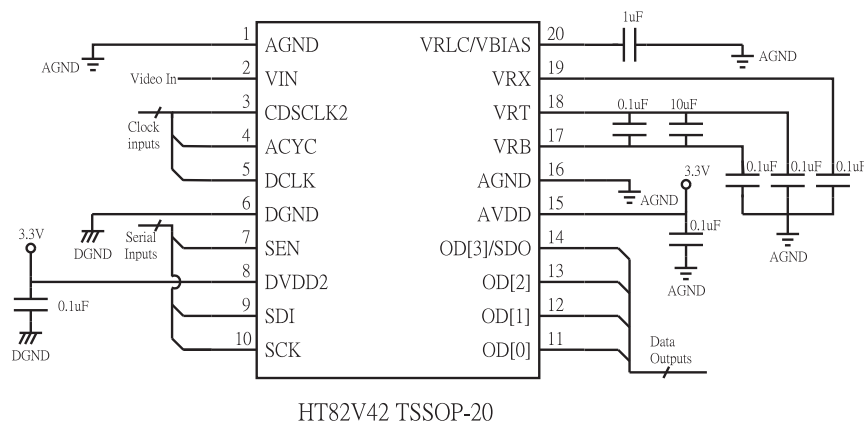 1uF
1 AGND VRLC/VBIAS 20
AGND AGND
Video In 2 VIN VRX 19
3 CDSCLK2 VRT 18 0.1uF 10uF
Clock
inputs
4 ACYC VRB 17
5 DCLK AGND 16 3.3V 0.1uF 0.1uF 0.1uF
AGND
6 DGND AVDD 15
DGND
Serial
Inputs
0.1uF
3.3V
7 SEN OD[3]/SDO 14
AGND
8 DVDD2 OD[2] 13
AGND
0.1uF
9 SDI OD[1] 12
DGND
10 SCK OD[0] 11
Data
Outputs
HT82V42 TSSOP-20